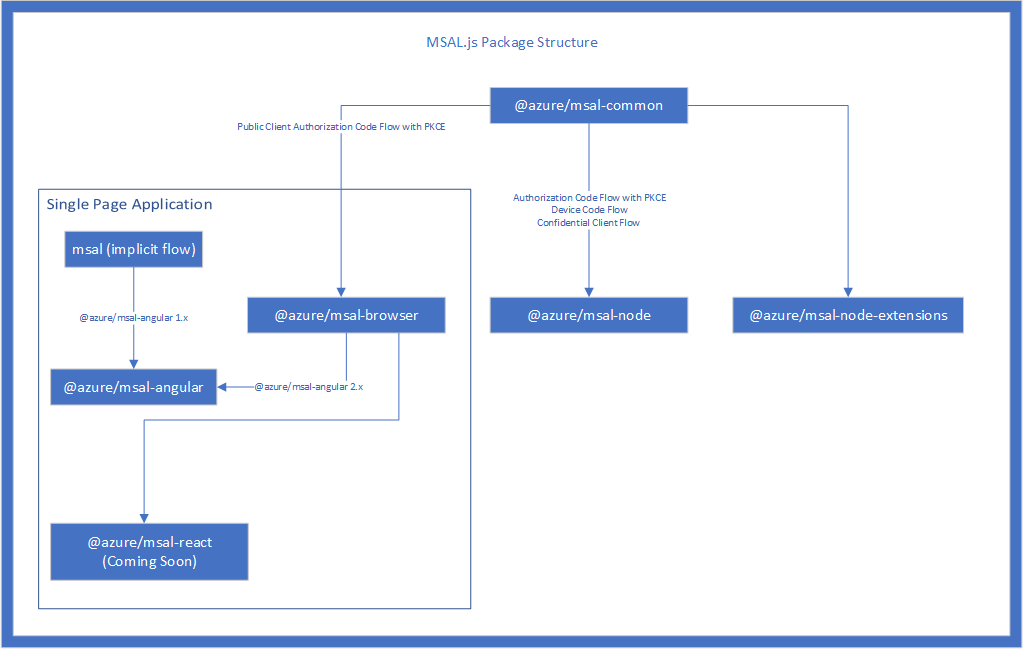 MSAL.js Package Structure
@azure/msal-common
Public Client Authorization Code Flow with PKCE
Authorization Code Flow with PKCE
Device Code Flow
Confidential Client Flow
Single Page Application
msal (implicit flow)
@azure/msal-angular 1.x
@azure/msal-browser
@azure/msal-node
@azure/msal-node-extensions
@azure/msal-angular
@azure/msal-angular 2.x
@azure/msal-react
(Coming Soon)